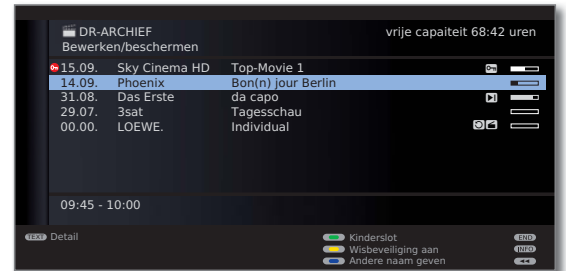 DR-ARCHIEF vrije capaiteit 68:42 uren
Bewerken/beschermen
15.09. Sky Cinema HD Top-Movie 1
14.09. Phoenix Bon(n) jour Berlin
31.08. Das Erste da capo
29.07. 3sat Tagesschau
00.00. LOEWE. Individual
09:45 - 10:00
TEXT Detail Kinderslot END
Wisbeveiliging aan INFO
Andere naam geven